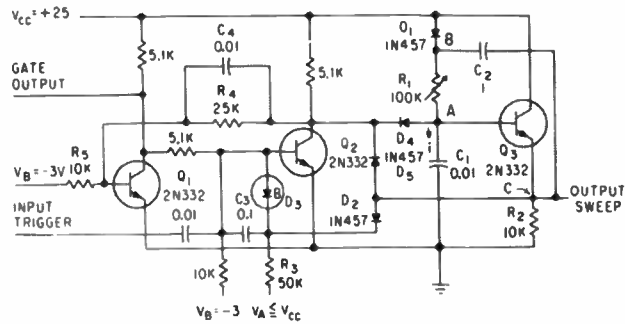 VCC = +25
GATE
OUTPUT
5.1K
C4
0.01
R4
25K
5.1K
D1
1N457
B
R1
100K
C2
1
A
R5
10K
VB = -3V
INPUT
TRIGGER
Q1
2N332
5.1K
0.01
C3
0.1
D3
Q2
2N332
D4
1N457
D5
i
D2
1N457
C1
0.01
Q3
2N332
C
OUTPUT
SWEEP
R2
10K
10K
R3
50K
VB = -3
VA ≦ VCC